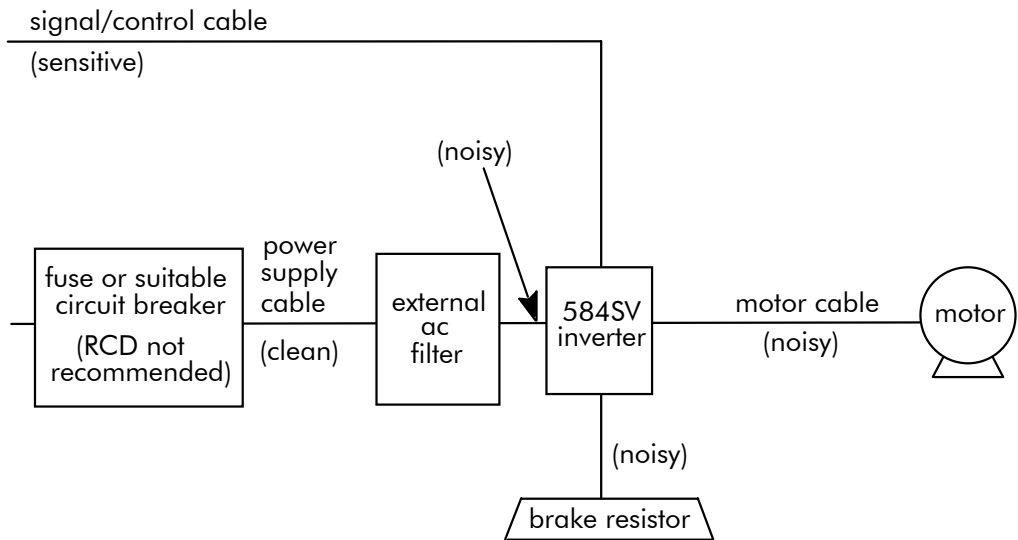 signal/control cable
(sensitive)
(noisy)
fuse or suitable
circuit breaker
(RCD not
recommended)
power
supply
cable
(clean)
external
ac
filter
584SV
inverter
motor cable
(noisy)
motor
(noisy)
brake resistor